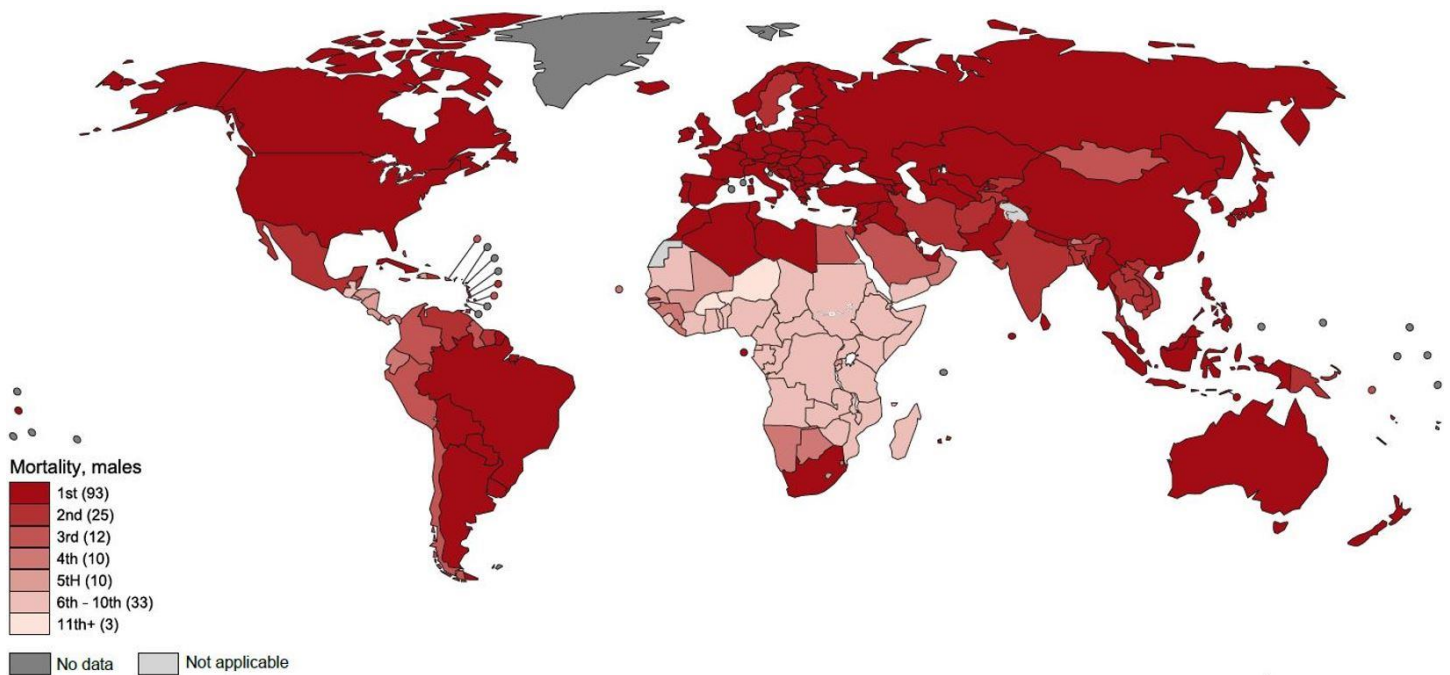 Mortality, males
1st (93)
2nd (25)
3rd (12)
4th (10)
5tH (10)
6th - 10th (33)
11th+ (3)
No data
Not applicable